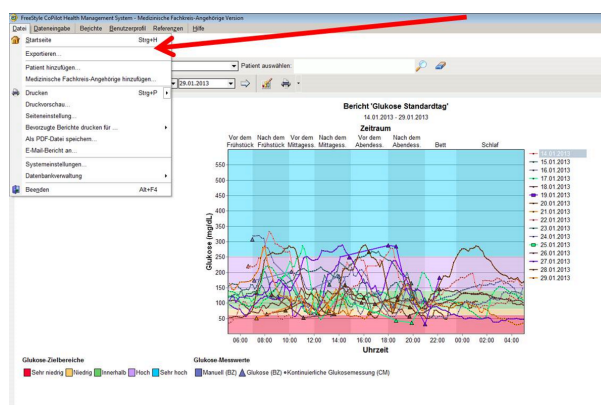 FreeStyle CoPilot Health Management System - Medizinische Fachkreis-Angehörige Version
Datei Dateneingabe Berichte Benutzerprofil Referenzen Hilfe
Startseite Strg+H
Exportieren...
Patient hinzufügen...
Medizinische Fachkreis-Angehörige hinzufügen...
Drucken Strg+P
Druckvorschau...
Seiteneinstellung...
Bevorzugte Berichte drucken für ...
Als PDF-Datei speichern...
E-Mail-Bericht an...
Systemeinstellungen...
Datenbankverwaltung
Beenden Alt+F4
Patient auswählen:
29.01.2013
Bericht 'Glukose Standardtag'
14.01.2013 - 29.01.2013
Zeitraum
Vor dem Nach dem Vor dem Nach dem Vor dem Nach dem
Frühstück Frühstück Mittagess. Mittagess. Abendess. Abendess. Bett Schlaf
Glukose (mg/dL)
550
500
450
400
350
300
250
200
150
100
50
06:00 08:00 10:00 12:00 14:00 16:00 18:00 20:00 22:00 00:00 02:00 04:00
Uhrzeit
15.01.2013
16.01.2013
17.01.2013
18.01.2013
19.01.2013
20.01.2013
21.01.2013
22.01.2013
23.01.2013
24.01.2013
25.01.2013
26.01.2013
27.01.2013
28.01.2013
29.01.2013
Glukose-Zielbereiche Glukose-Messwerte
Sehr niedrig Niedrig Innerhalb Hoch Sehr hoch Manuell (BZ) Glukose (BZ) Kontinuierliche Glukosemessung (CM)